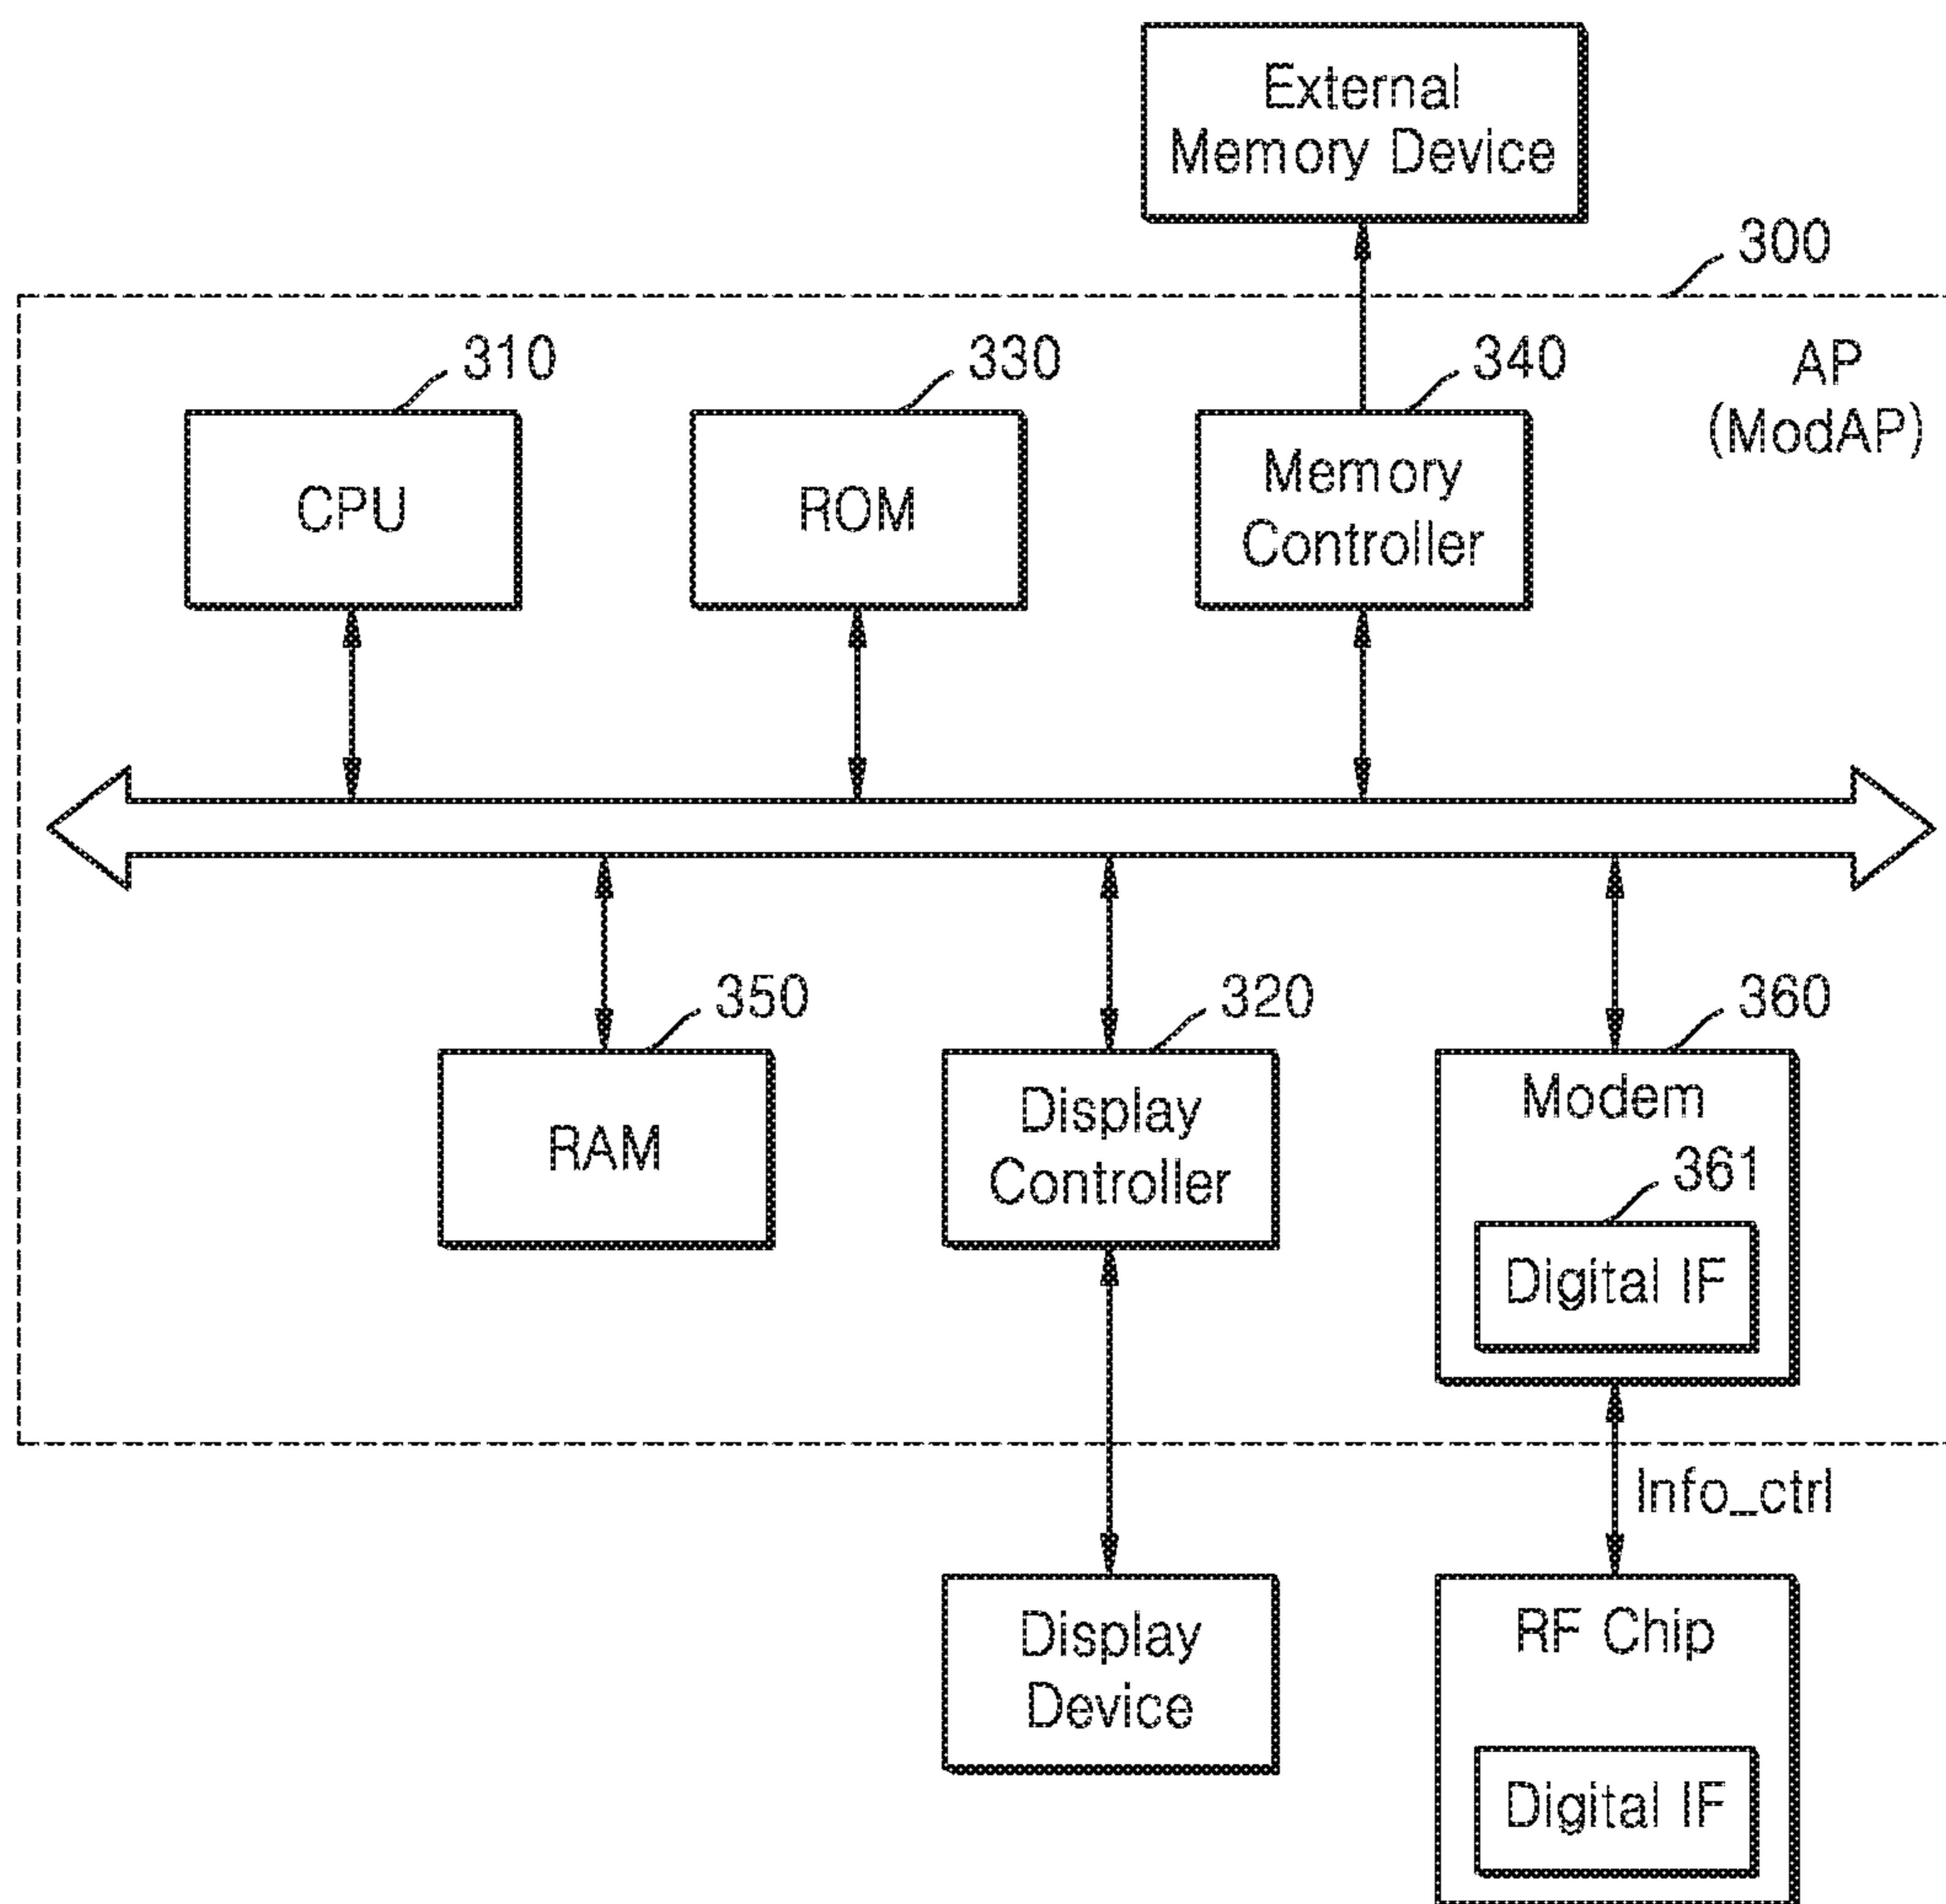 External
Memory Device
300
AP
(ModAP)
310
330
340
CPU
ROM
Memory
Controller
350
320
360
RAM
Display
Controller
Modem
361
Digital IF
Info_ctrl
Display
Device
RF Chip
Digital IF